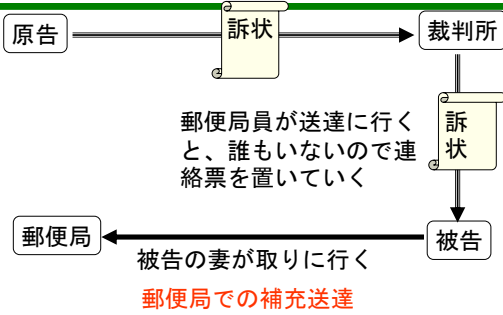 原告
訴状
裁判所
郵便局員が送達に行く
と、誰もいないので連
絡票を置いていく
訴
状
郵便局
被告
被告の妻が取りに行く
郵便局での補充送達